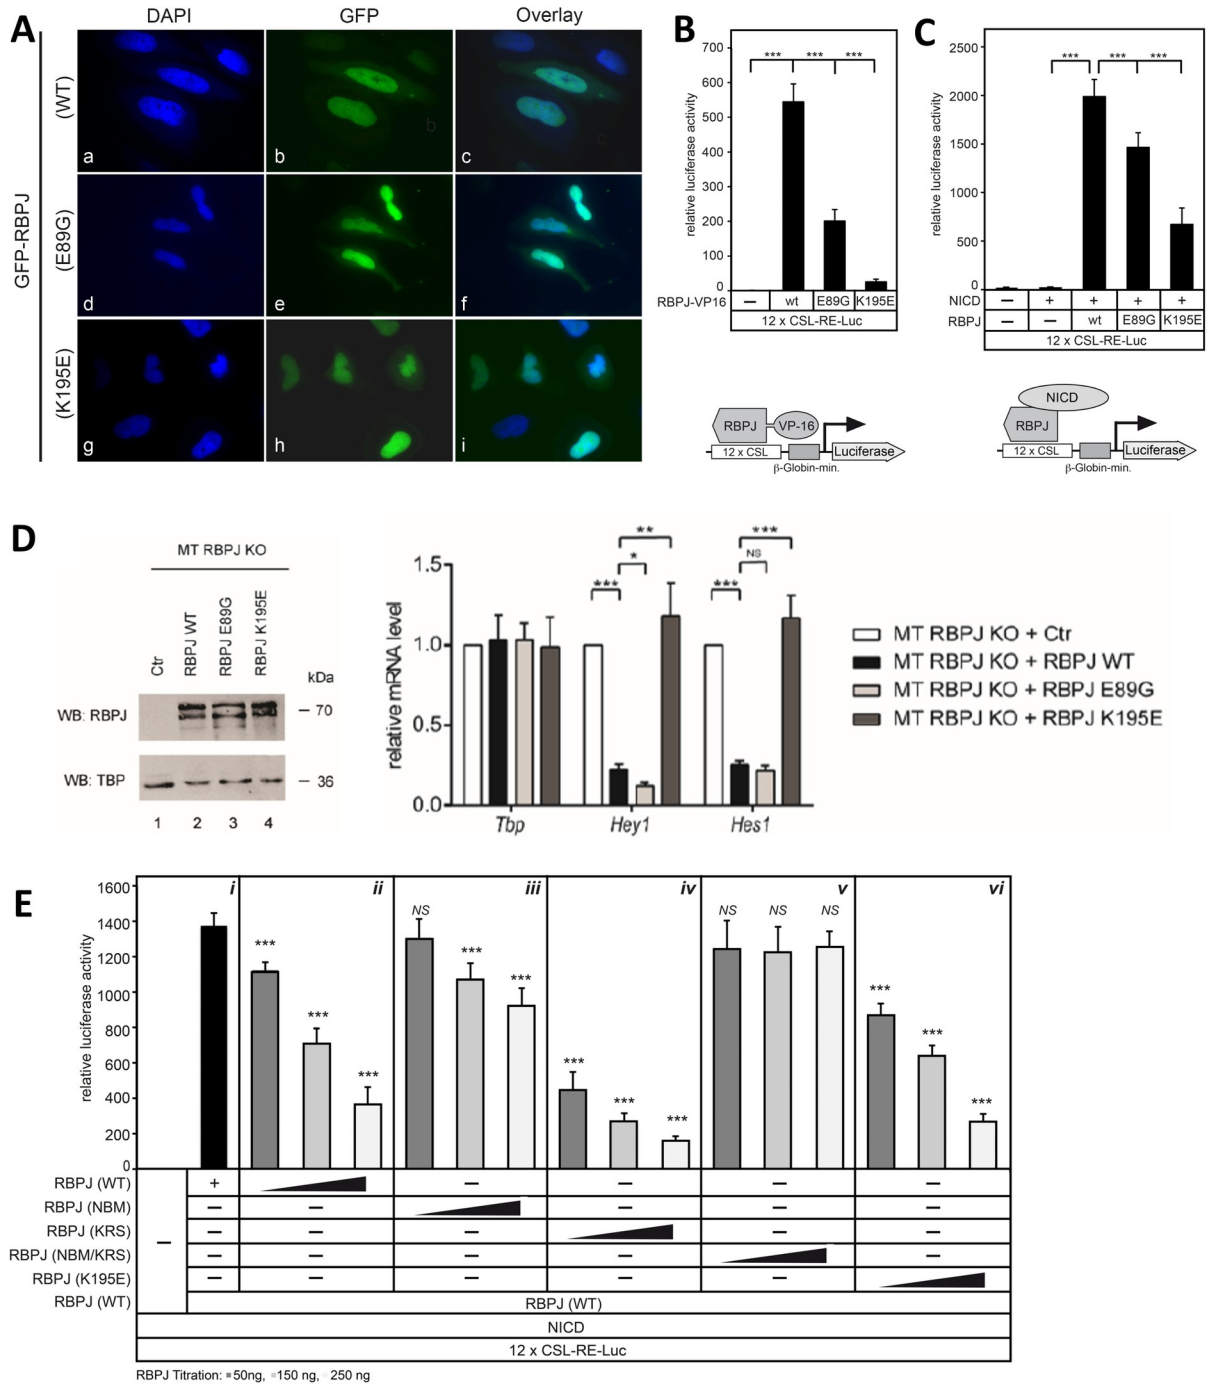 A
DAPI GFP Overlay
GFP-RBPJ
(WT)
(E89G)
(K195E)
a b c
b c
d e f
g h i
B
relative luciferase activity
700
600
500
400
300
200
100
0
*** *** ***
RBPJ-VP16 — wt E89G K195E
12 x CSL-RE-Luc
RBPJ VP-16
12 x CSL Luciferase
β-Globin-min.
C
relative luciferase activity
2500
2000
1500
1000
500
0
*** *** ***
NICD — + + + +
RBPJ — — wt E89G K195E
12 x CSL-RE-Luc
NICD
RBPJ
12 x CSL Luciferase
β-Globin-min.
D
MT RBPJ KO
Ctr
RBPJ WT
RBPJ E89G
RBPJ K195E
kDa
WB: RBPJ – 70
WB: TBP – 36
1 2 3 4
relative mRNA level
1.5
1.0
0.5
0.0
*** * **
*** NS ***
Tbp Hey1 Hes1
MT RBPJ KO + Ctr
MT RBPJ KO + RBPJ WT
MT RBPJ KO + RBPJ E89G
MT RBPJ KO + RBPJ K195E
E
relative luciferase activity
1600
1400
1200
1000
800
600
400
200
0
i ii iii iv v vi
*** *** ***
NS *** ***
*** *** ***
NS NS NS
*** *** ***
RBPJ (WT) + — — — —
RBPJ (NBM) — — — — —
RBPJ (KRS) — — — — —
RBPJ (NBM/KRS) — — — — —
RBPJ (K195E) — — — — —
—
RBPJ (WT) RBPJ (WT)
NICD
12 x CSL-RE-Luc
RBPJ Titration: ■50ng, ■150 ng, 250 ng